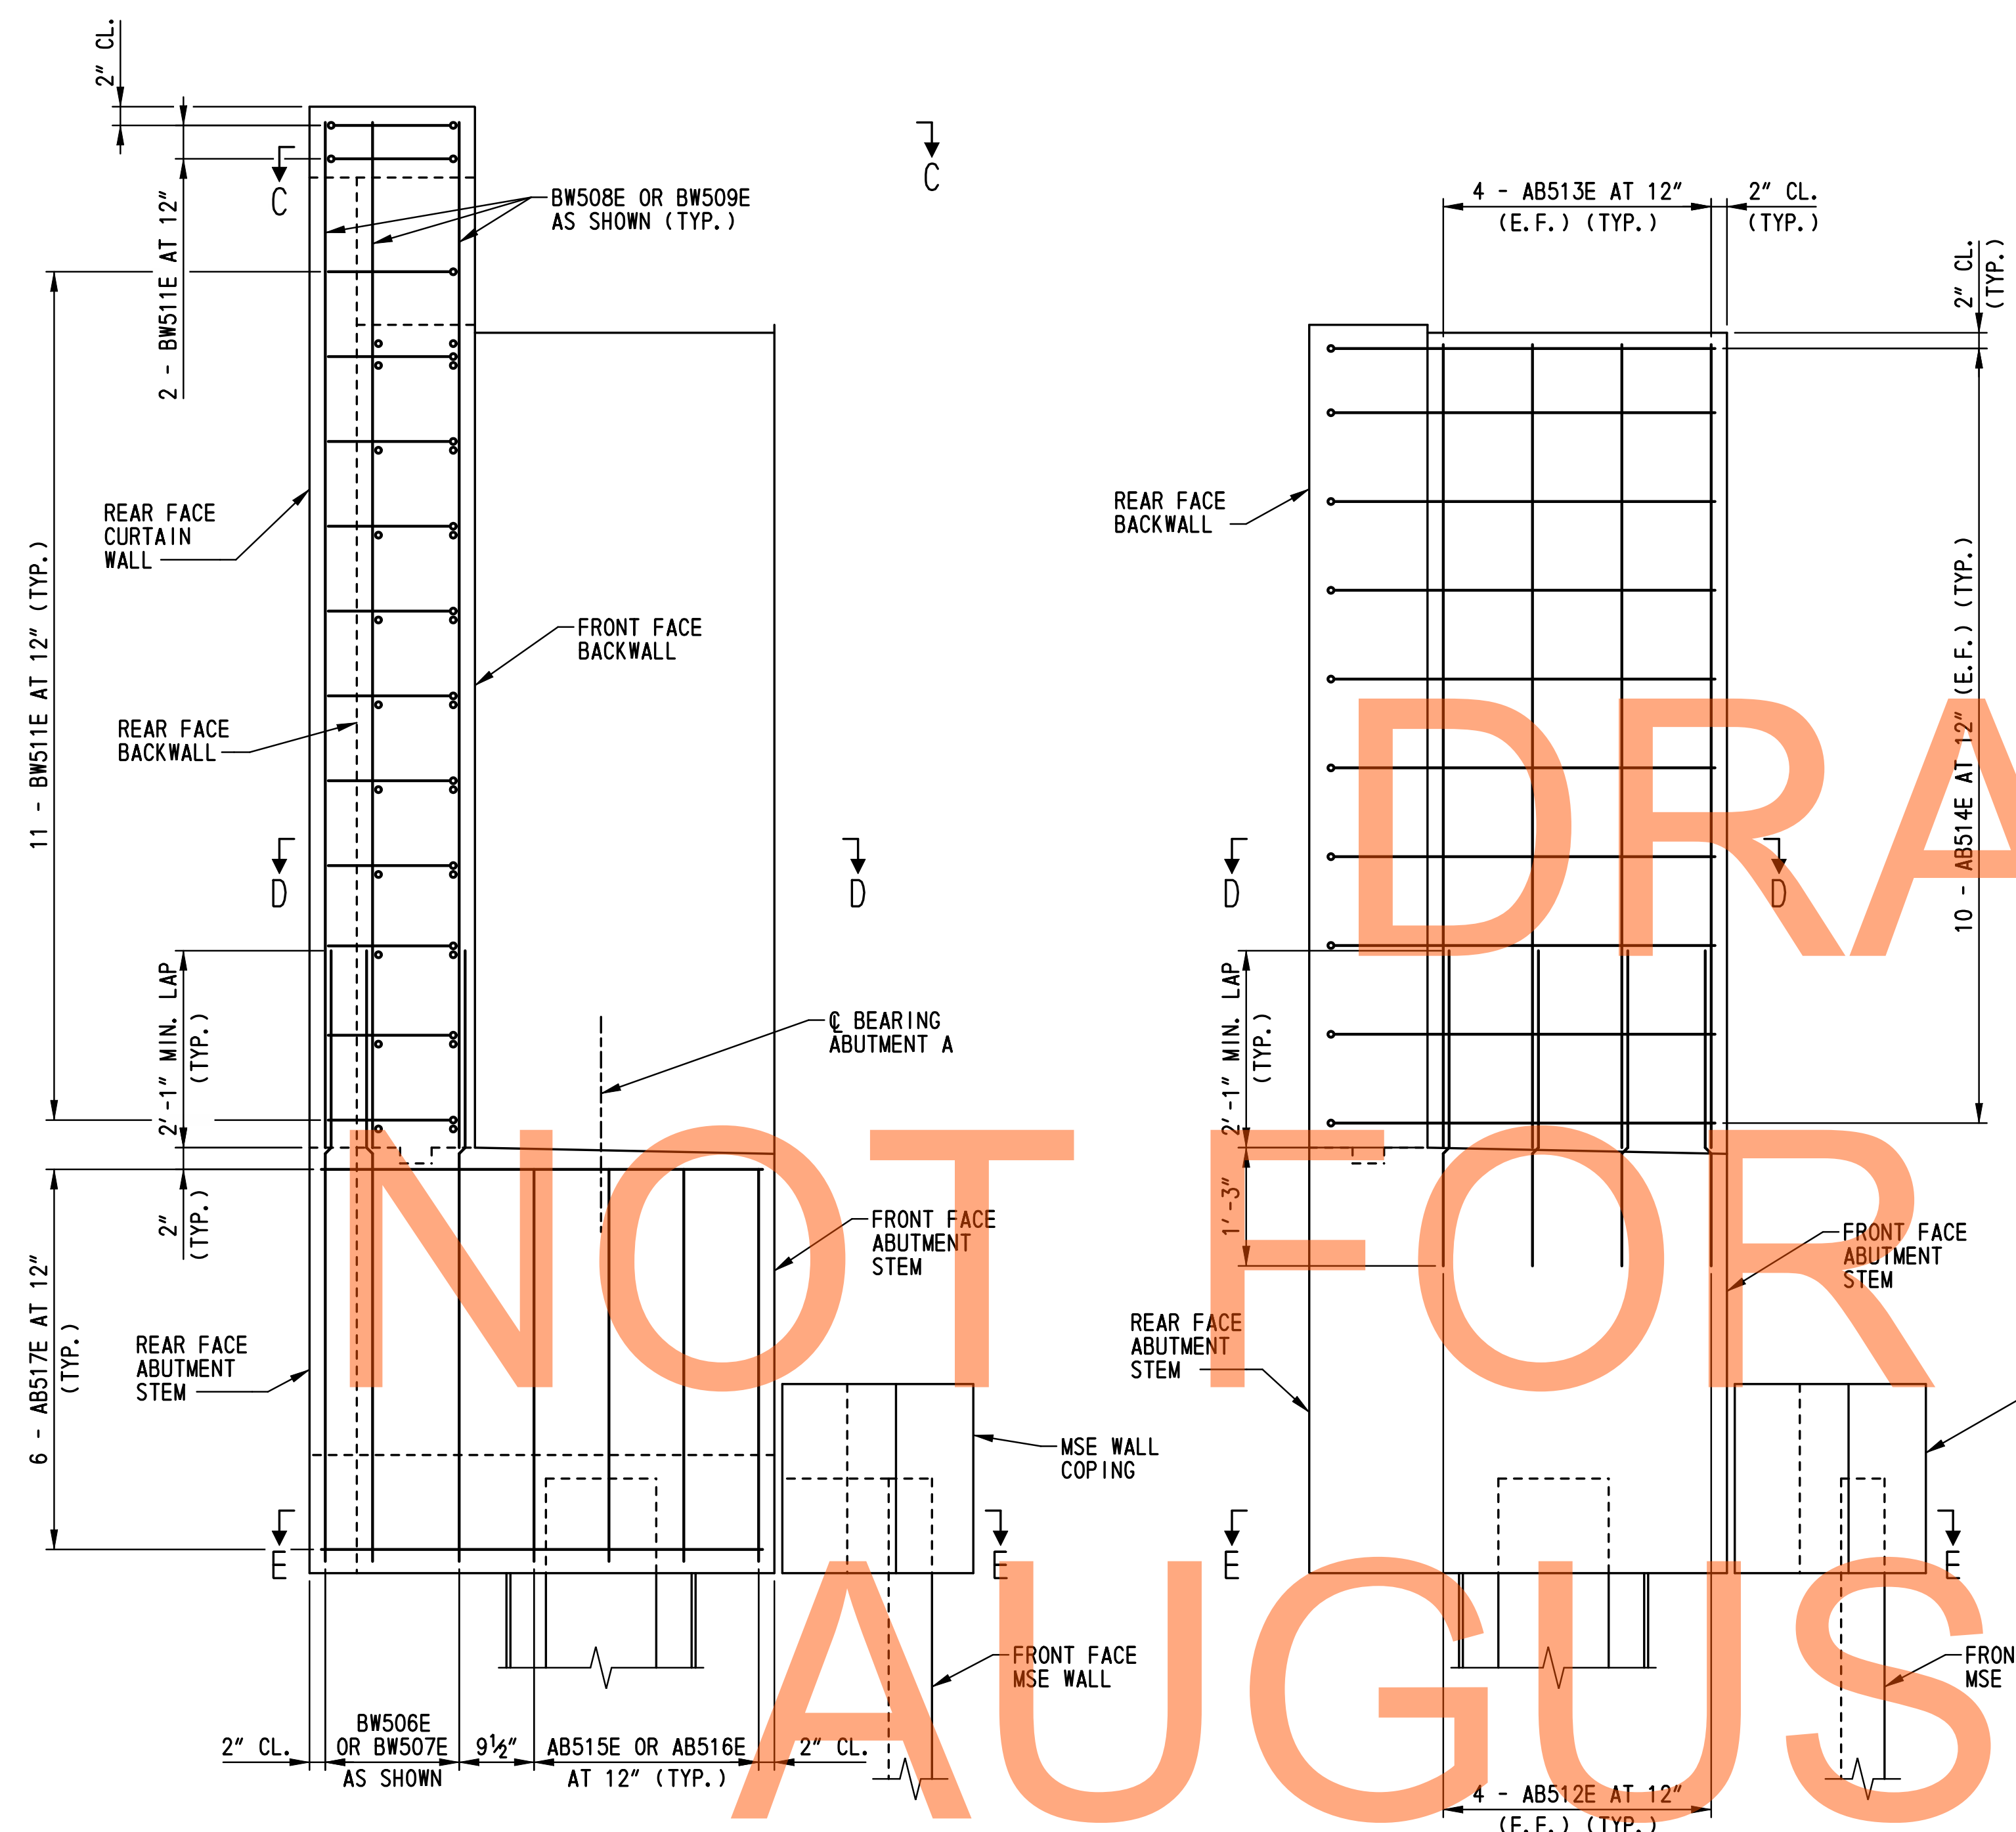 2" CL.
2 - BW511E AT 12"
C
C
BW508E OR BW509E
AS SHOWN (TYP.)
11 - BW511E AT 12" (TYP.)
REAR FACE
CURTAIN
WALL
FRONT FACE
BACKWALL
REAR FACE
BACKWALL
D
D
2'-1" MIN. LAP
(TYP.)
℄ BEARING
ABUTMENT A
2"
(TYP.)
6 - AB517E AT 12"
(TYP.)
FRONT FACE
ABUTMENT
STEM
REAR FACE
ABUTMENT
STEM
MSE WALL
COPING
E
E
FRONT FACE
MSE WALL
2" CL.
BW506E
OR BW507E
AS SHOWN
9½"
AB515E OR AB516E
AT 12" (TYP.)
2" CL.
4 - AB513E AT 12"
(E.F.) (TYP.)
2" CL.
(TYP.)
2" CL.
(TYP.)
REAR FACE
BACKWALL
10 - AB514E AT 12" (E.F.) (TYP.)
D
D
2'-1" MIN. LAP
(TYP.)
1'-3"
FRONT FACE
ABUTMENT
STEM
REAR FACE
ABUTMENT
STEM
E
E
FRON
MSE
4 - AB512E AT 12"
(E.F.) (TYP.)
DRA
NOT FOR
AUGUS